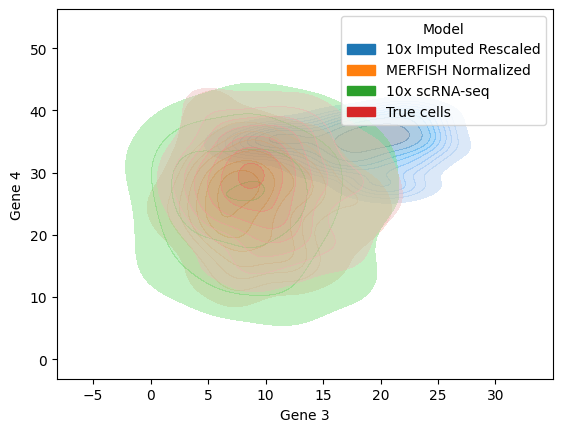 Model
10x Imputed Rescaled
MERFISH Normalized
10x scRNA-seq
True cells
50
40
30
20
10
0
Gene 4
−5
0
5
10
15
20
25
30
Gene 3